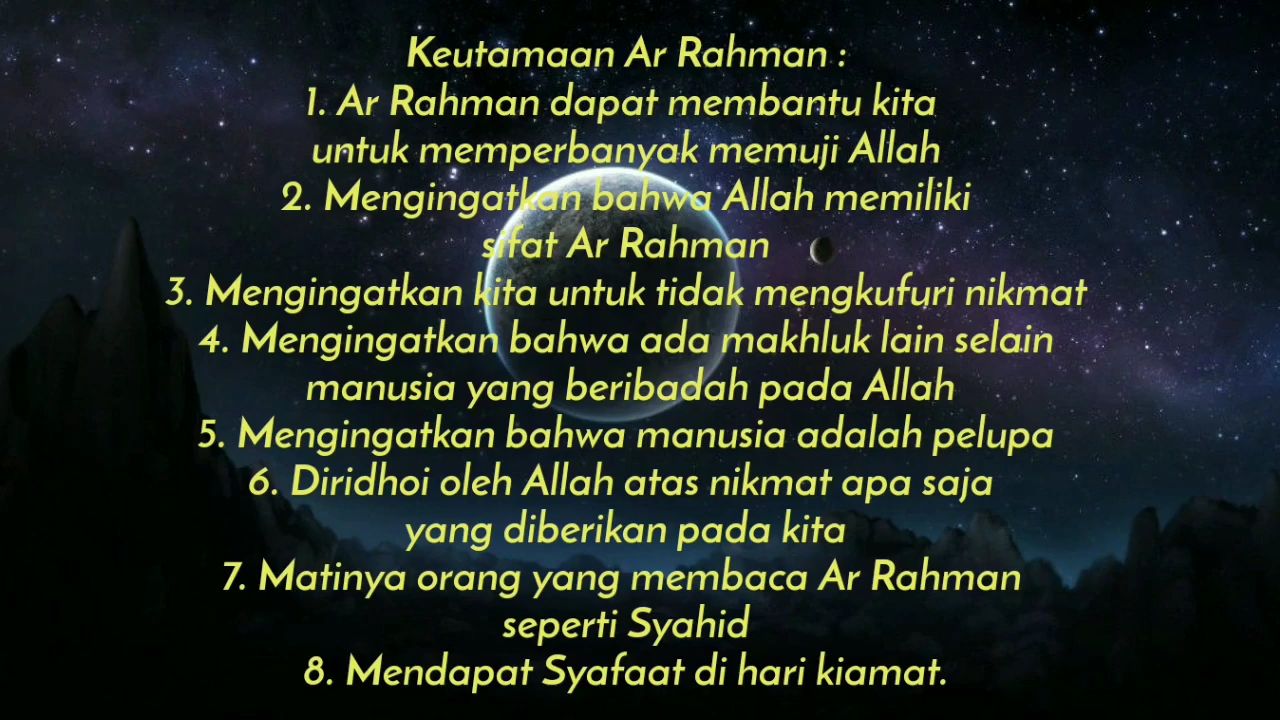 Keutamaan Ar Rahman :
1. Ar Rahman dapat membantu kita
untuk memperbanyak memuji Allah
2. Mengingatkan bahwa Allah memiliki
sifat Ar Rahman
3. Mengingatkan kita untuk tidak mengkufuri nikmat
4. Mengingatkan bahwa ada makhluk lain selain
manusia yang beribadah pada Allah
5. Mengingatkan bahwa manusia adalah pelupa
6. Diridhoi oleh Allah atas nikmat apa saja
yang diberikan pada kita
7. Matinya orang yang membaca Ar Rahman
seperti Syahid
8. Mendapat Syafaat di hari kiamat.